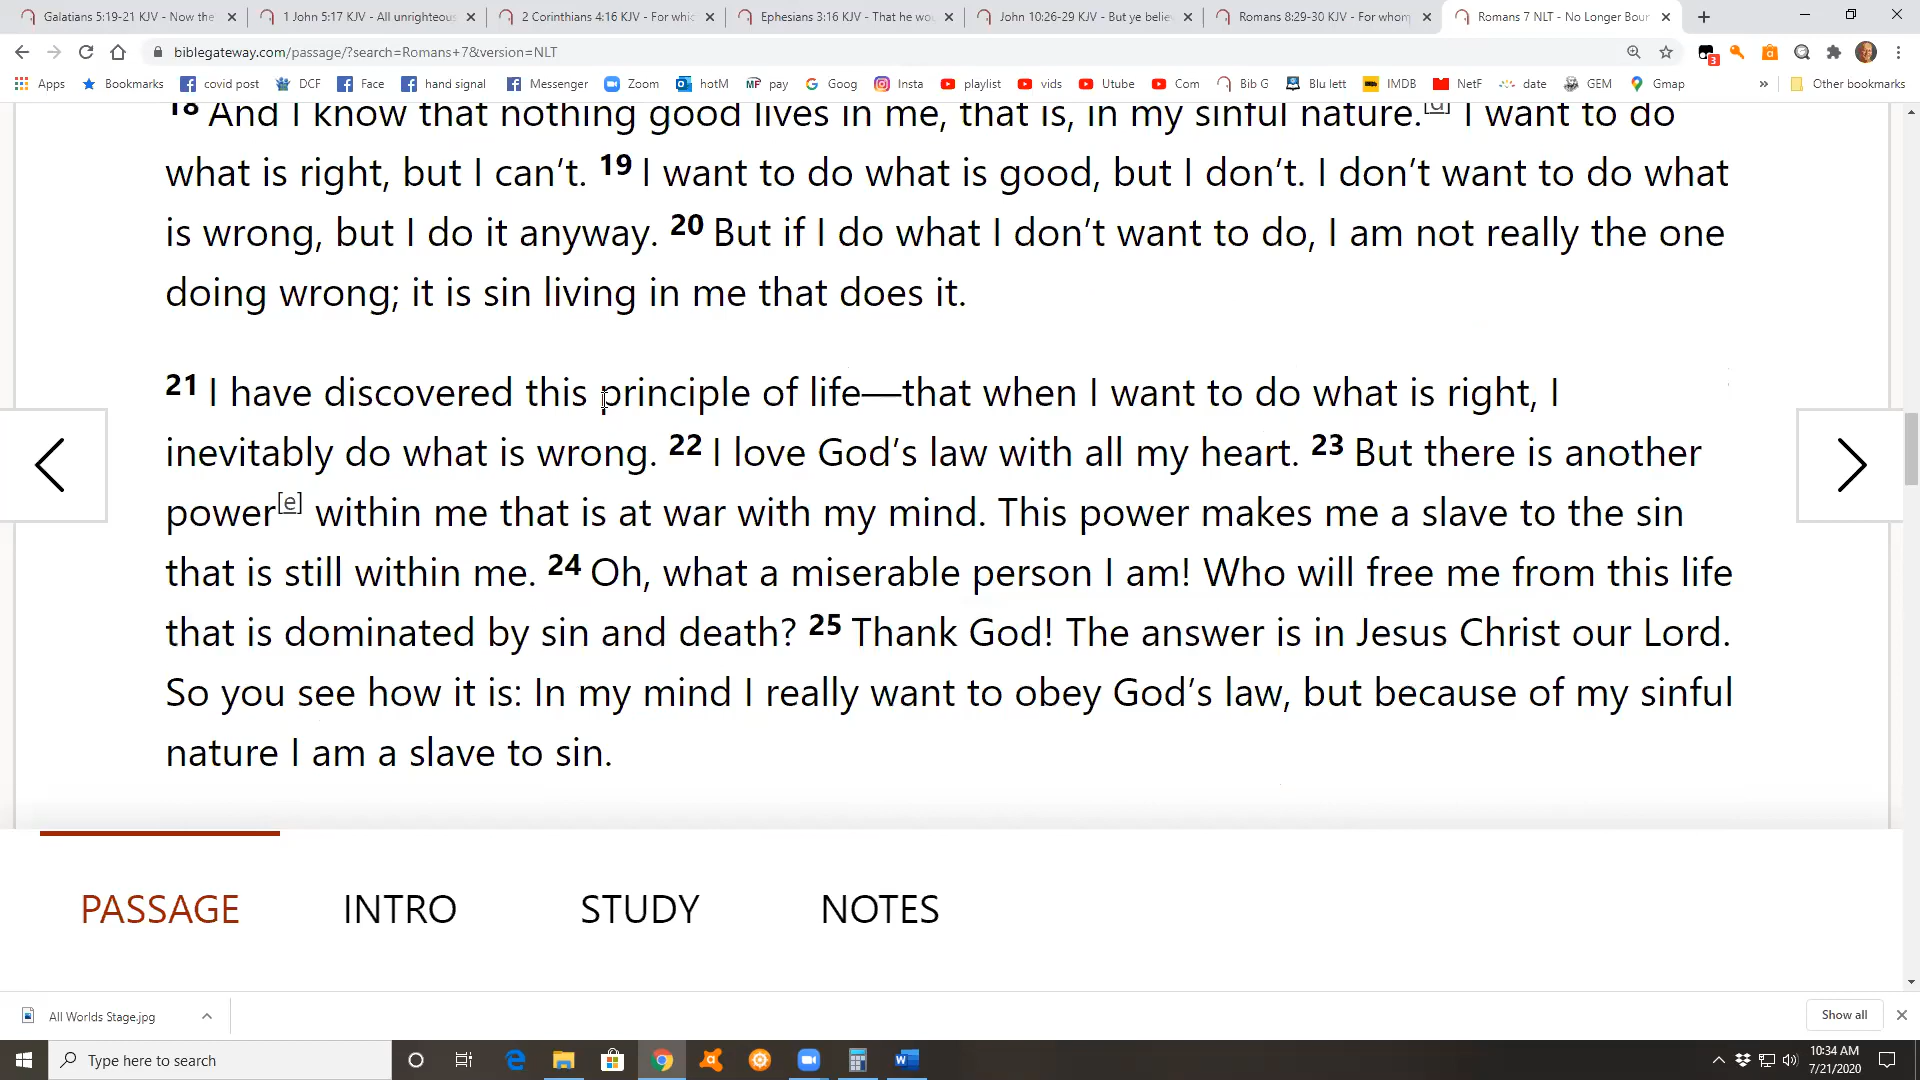 Galatians 5:19-21 KJV - Now the
1 John 5:17 KJV - All unrighteous
2 Corinthians 4:16 KJV - For whic
Ephesians 3:16 KJV - That he wou
John 10:26-29 KJV - But ye belie
Romans 8:29-30 KJV - For whom
Romans 7 NLT - No Longer Boun
biblegateway.com/passage/?search=Romans+7&version=NLT
3
Apps Bookmarks covid post DCF Face hand signal Messenger Zoom hotM pay Goog Insta playlist vids Utube Com Bib G Blu lett IMDB NetF date GEM Gmap » Other bookmarks
18 And I know that nothing good lives in me, that is, in my sinful nature.[d] I want to do
what is right, but I can’t. 19 I want to do what is good, but I don’t. I don’t want to do what
is wrong, but I do it anyway. 20 But if I do what I don’t want to do, I am not really the one
doing wrong; it is sin living in me that does it.
21 I have discovered this principle of life—that when I want to do what is right, I
inevitably do what is wrong. 22 I love God’s law with all my heart. 23 But there is another
power[e] within me that is at war with my mind. This power makes me a slave to the sin
that is still within me. 24 Oh, what a miserable person I am! Who will free me from this life
that is dominated by sin and death? 25 Thank God! The answer is in Jesus Christ our Lord.
So you see how it is: In my mind I really want to obey God’s law, but because of my sinful
nature I am a slave to sin.
PASSAGE INTRO STUDY NOTES
All Worlds Stage.jpg
Show all
Type here to search
10:34 AM
7/21/2020